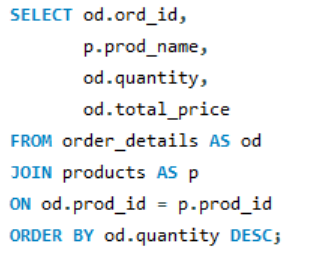 SELECT od.ord_id,
       p.prod_name,
       od.quantity,
       od.total_price
FROM order_details AS od
JOIN products AS p
ON od.prod_id = p.prod_id
ORDER BY od.quantity DESC;